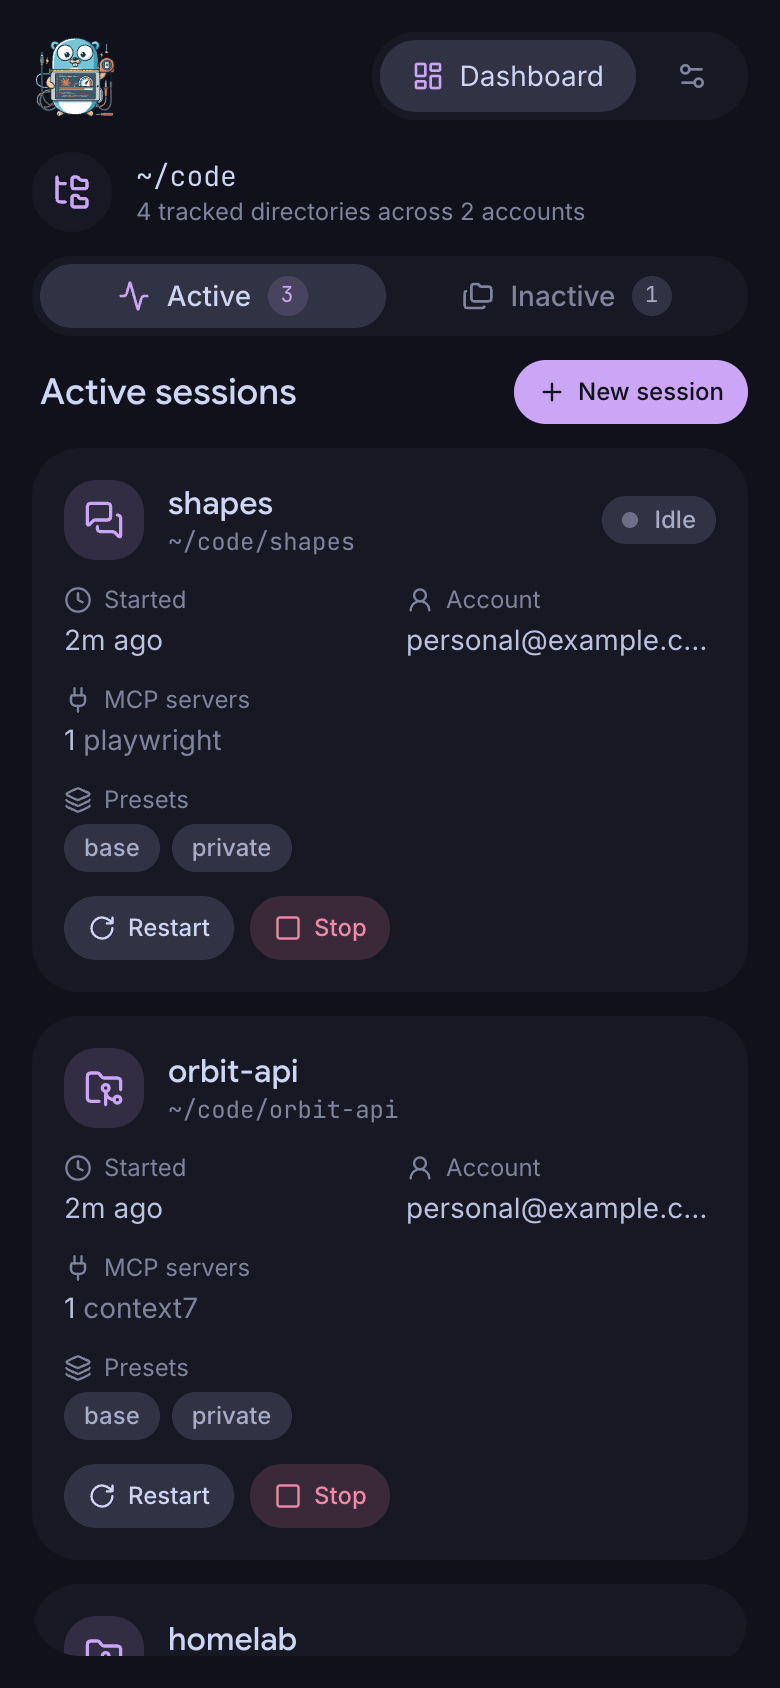 Dashboard
~/code
4 tracked directories across 2 accounts
Active 3
Inactive 1
Active sessions
New session
shapes
~/code/shapes
Idle
Started
2m ago
Account
personal@example.c...
MCP servers
1 playwright
Presets
base
private
Restart
Stop
orbit-api
~/code/orbit-api
Started
2m ago
Account
personal@example.c...
MCP servers
1 context7
Presets
base
private
Restart
Stop
homelab